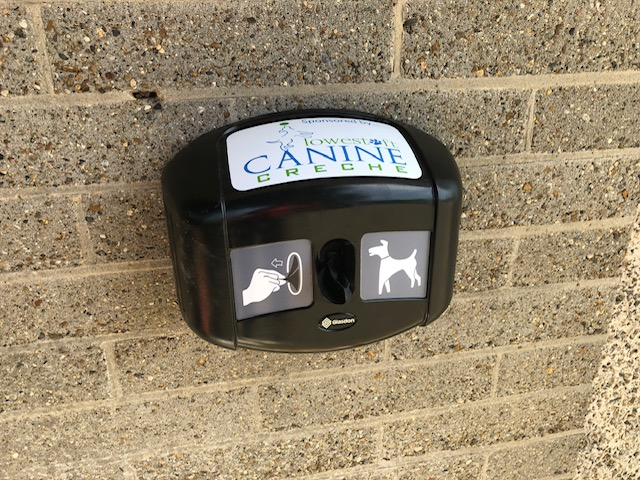 Sponsored by
lowestoft
CANINE
CRECHE
Glasdon